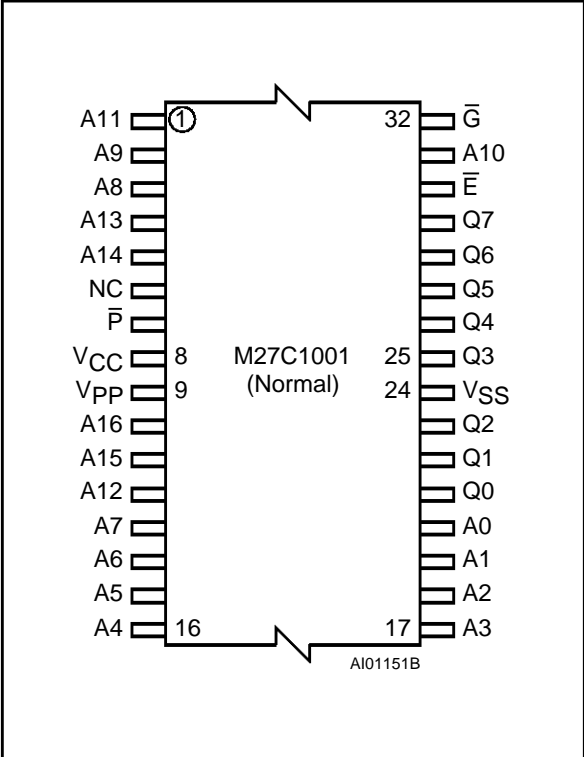 A11 1 32 G̅
A9 A10
A8 E̅
A13 Q7
A14 Q6
NC Q5
P̅ Q4
VCC 8 M27C1001 25 Q3
VPP 9 (Normal) 24 VSS
A16 Q2
A15 Q1
A12 Q0
A7 A0
A6 A1
A5 A2
A4 16 17 A3
AI01151B